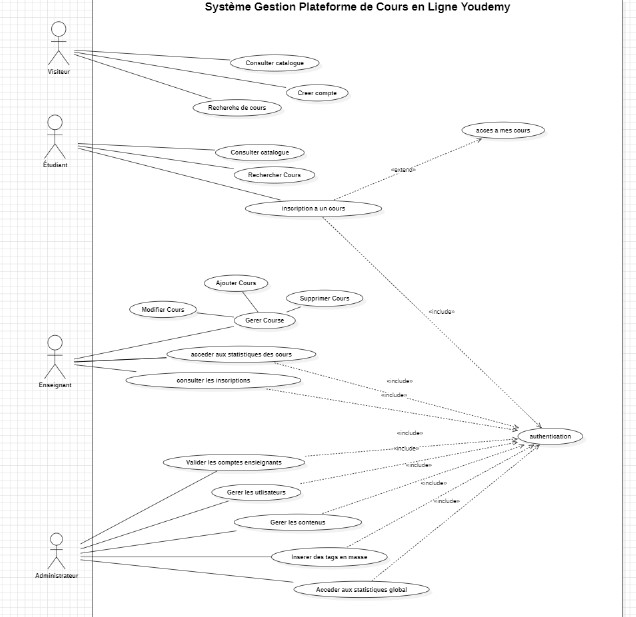 Système Gestion Plateforme de Cours en Ligne Youdemy
Visiteur
Consulter catalogue
Creer compte
Recherche de cours
Étudiant
acces a mes cours
Consulter catalogue
Rechercher Cours
«extend»
inscription a un cours
Ajouter Cours
Supprimer Cours
Modifier Cours
Gerer Course
«include»
Enseignant
acceder aux statistiques des cours
consulter les inscriptions
«include»
«include»
authentication
«include»
«include»
Valider les comptes enseignants
«include»
Gerer les utilisateurs
«include»
«include»
Gerer les contenus
Inserer des tags en masse
Administrateur
Acceder aux statistiques global